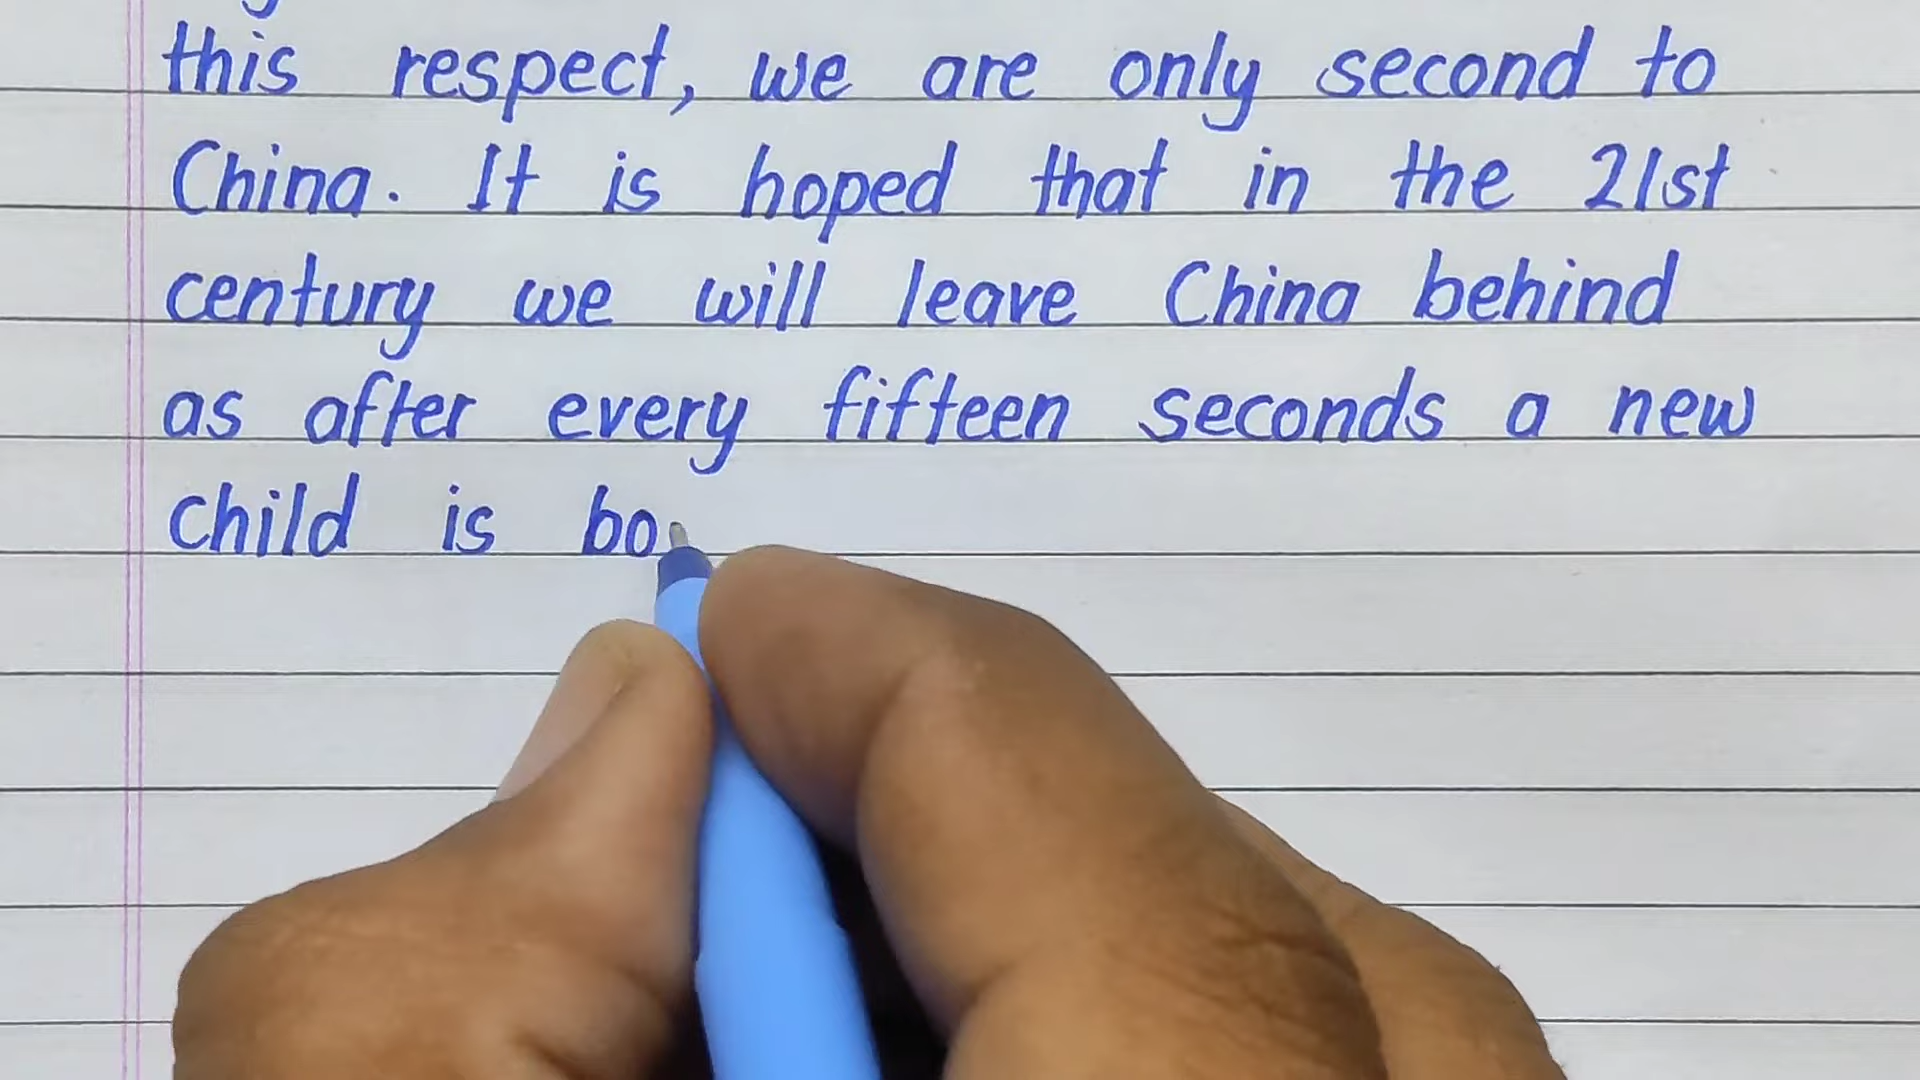 this respect, we are only second to
China. It is hoped that in the 21st
century we will leave China behind
as after every fifteen seconds a new
child is bo